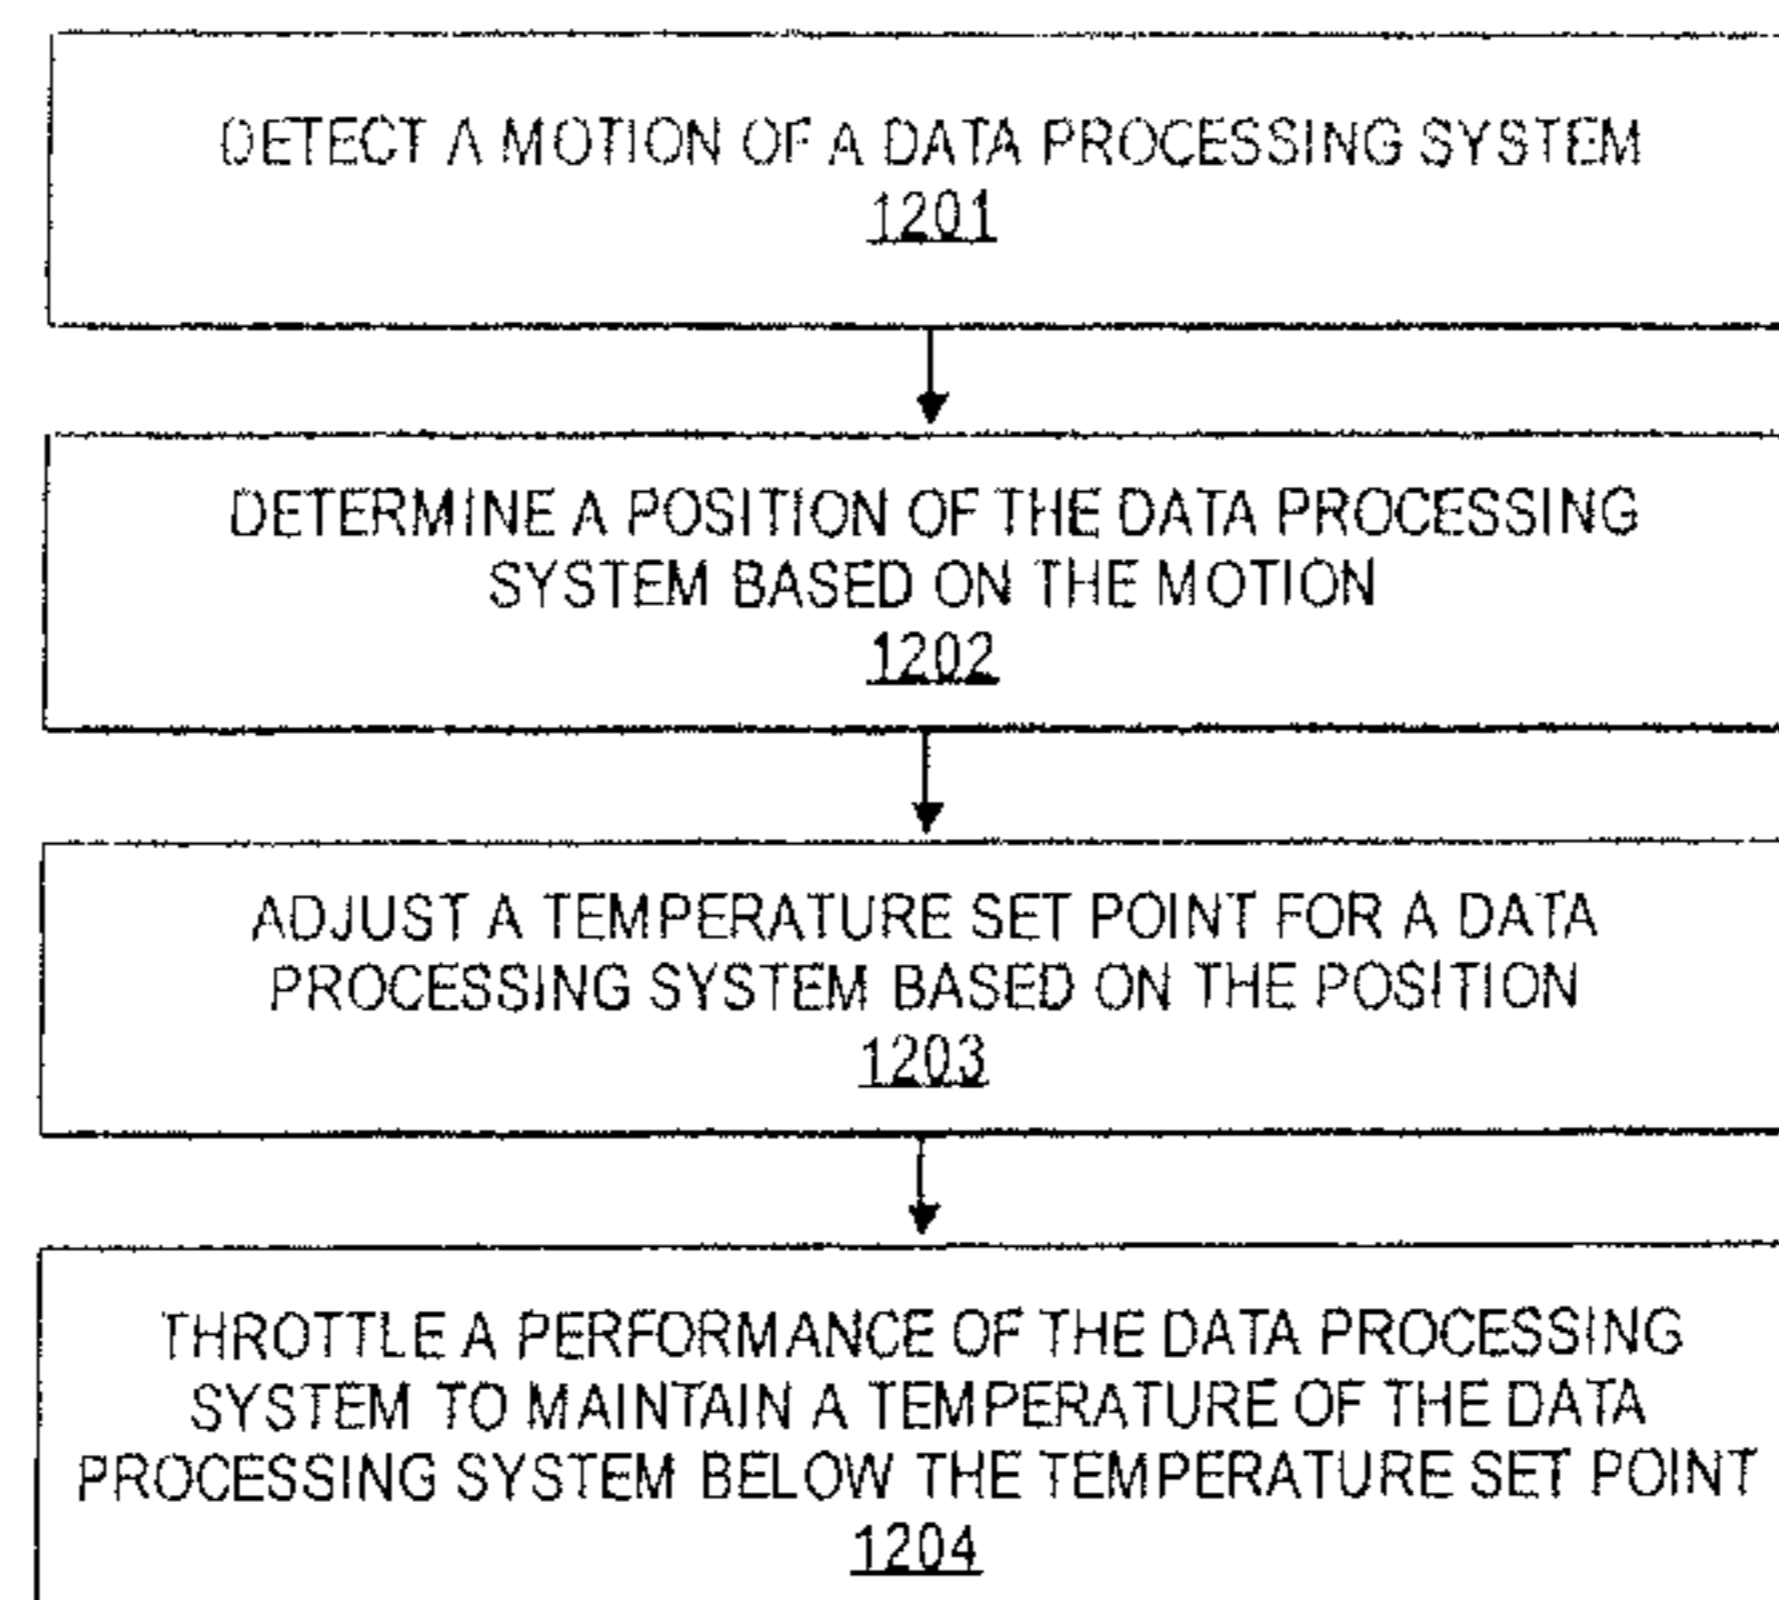 DETECT A MOTION OF A DATA PROCESSING SYSTEM
1201
DETERMINE A POSITION OF THE DATA PROCESSING
SYSTEM BASED ON THE MOTION
1202
ADJUST A TEMPERATURE SET POINT FOR A DATA
PROCESSING SYSTEM BASED ON THE POSITION
1203
THROTTLE A PERFORMANCE OF THE DATA PROCESSING
SYSTEM TO MAINTAIN A TEMPERATURE OF THE DATA
PROCESSING SYSTEM BELOW THE TEMPERATURE SET POINT
1204